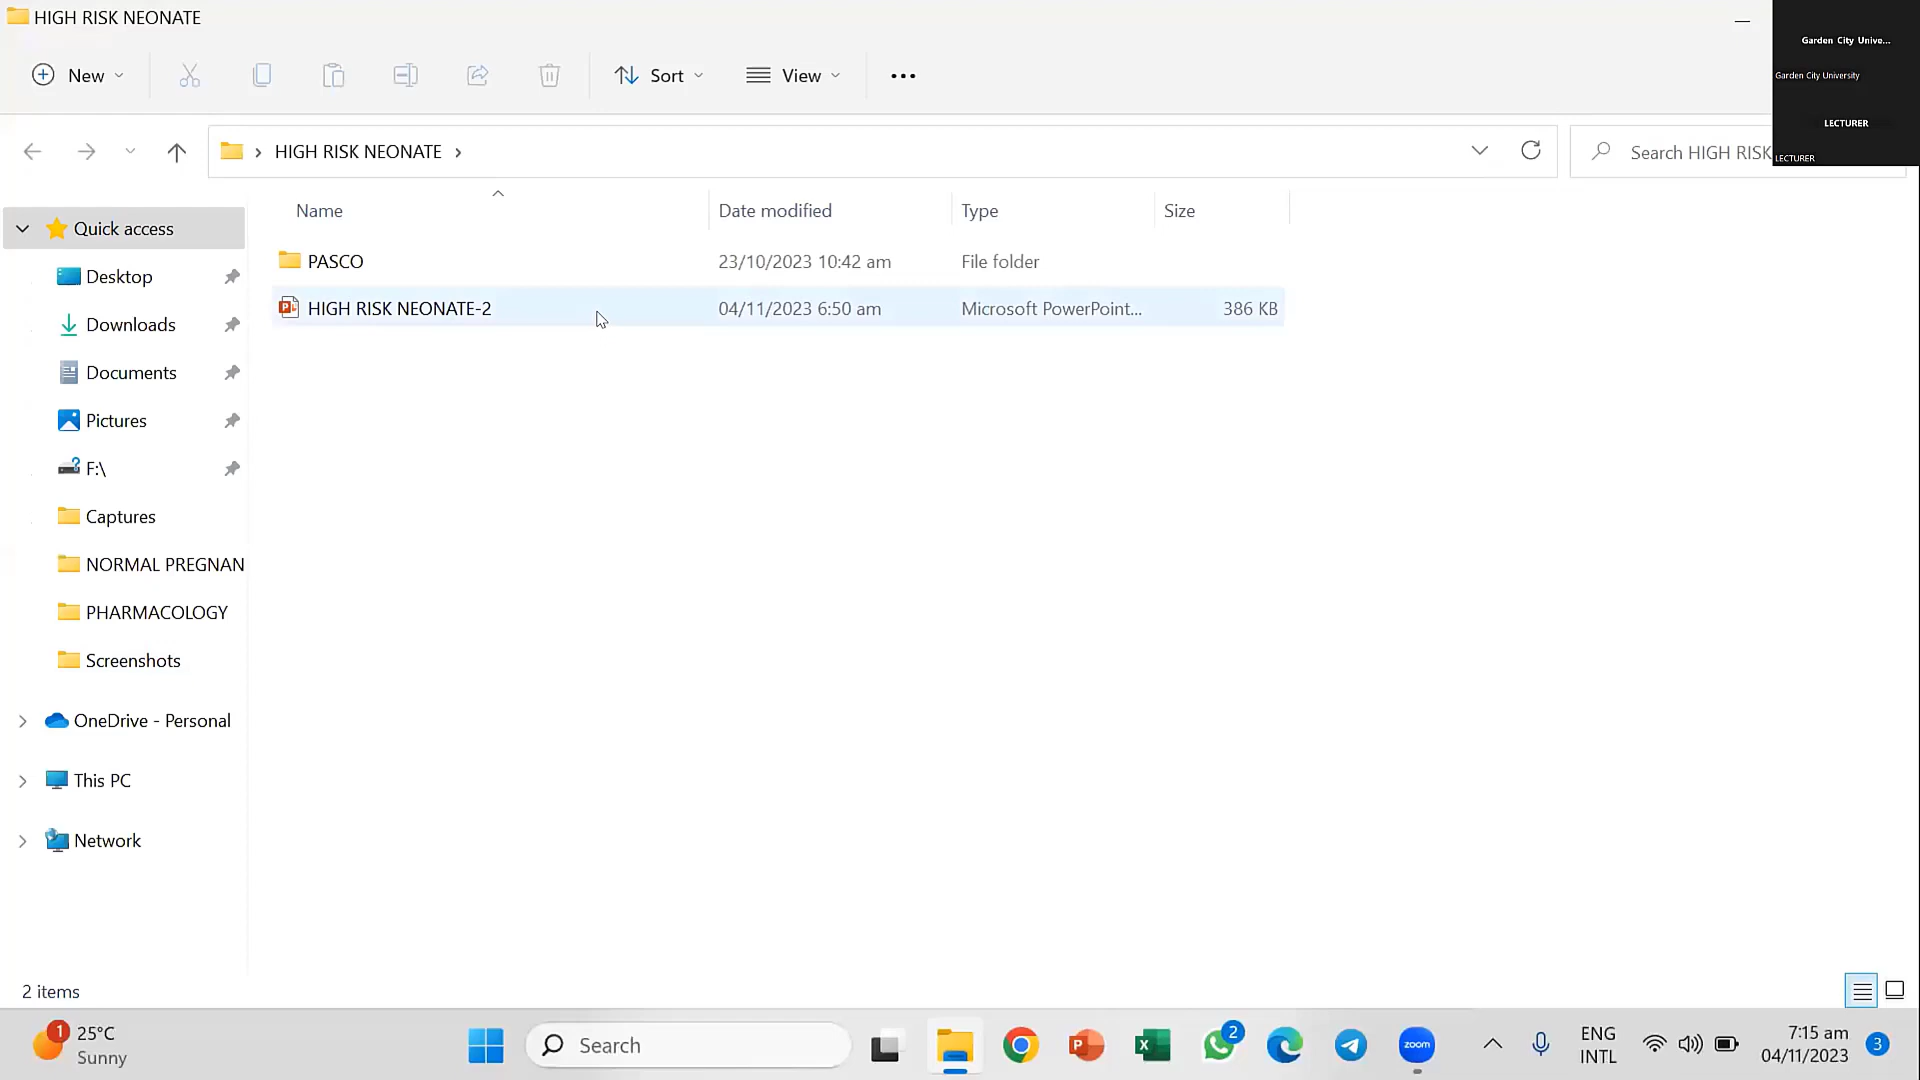 HIGH RISK NEONATE
New
Sort
View
Garden City Unive...
Garden City University
LECTURER
LECTURER
HIGH RISK NEONATE
Search HIGH RISK
Name
Date modified
Type
Size
Quick access
Desktop
Downloads
Documents
Pictures
F:\
Captures
NORMAL PREGNAN
PHARMACOLOGY
Screenshots
OneDrive - Personal
This PC
Network
PASCO 23/10/2023 10:42 am File folder
HIGH RISK NEONATE-2 04/11/2023 6:50 am Microsoft PowerPoint... 386 KB
2 items
1
25°C
Sunny
Search
2
zoom
ENG
INTL
7:15 am
04/11/2023
3